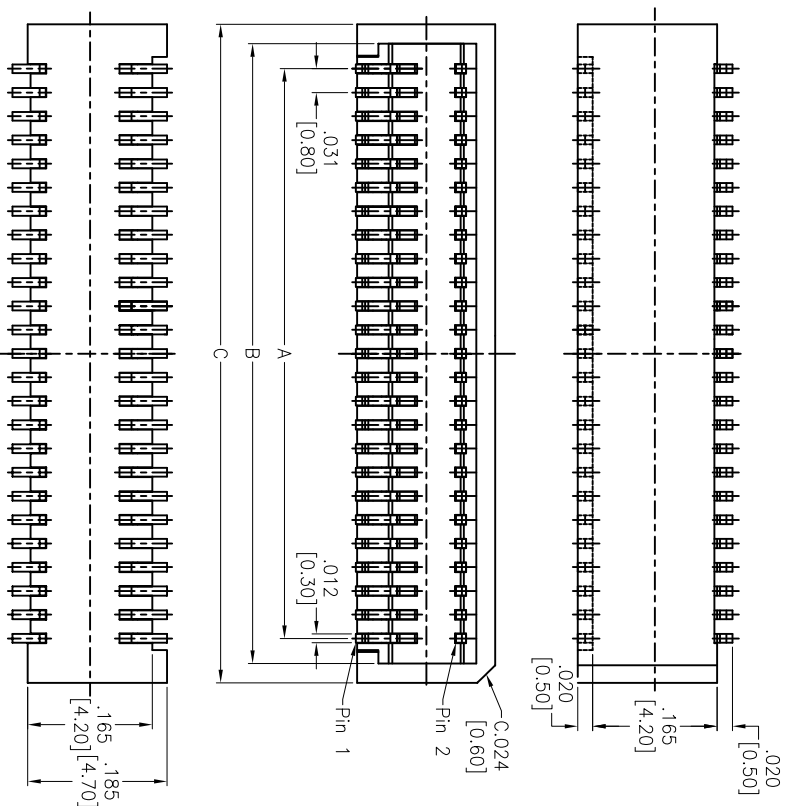 .020
[0.50]
.165
[4.20]
.020
[0.50]
C.024
[0.60]
Pin 2
Pin 1
.031
[0.80]
.012
[0.30]
A
B
C
.165
[4.20]
.185
[4.70]